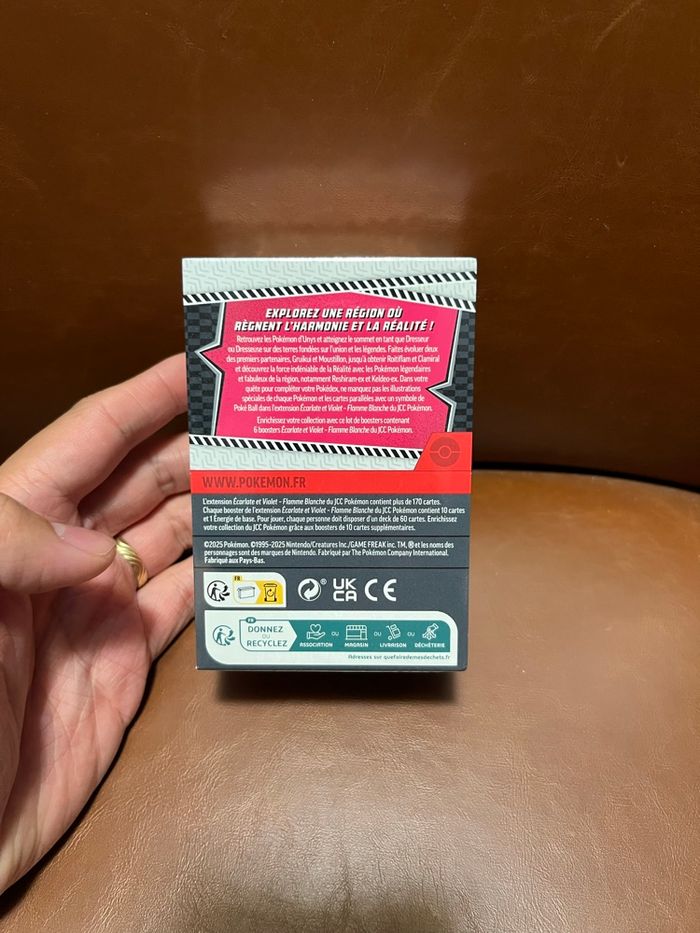 EXPLOREZ UNE RÉGION OÙ
RÈGNENT L'HARMONIE ET LA RÉALITÉ !
Retrouvez les Pokémon d'Unys et atteignez le sommet en tant que Dresseur
ou Dresseuse sur des terres fondées sur l'union et les légendes. Faites évoluer deux
des premiers partenaires, Gruikui et Moustillon, jusqu'à obtenir Roitiflam et Clamiral
et découvrez la force indéniable de la Réalité avec les Pokémon légendaires
et fabuleux de la région, notamment Reshiram-ex et Keldeo-ex. Dans votre
quête pour compléter votre Pokédex, ne manquez pas les illustrations
spéciales de chaque Pokémon et les cartes parallèles avec un symbole de
Poké Ball dans l'extension Écarlate et Violet - Flamme Blanche du JCC Pokémon.
Enrichissez votre collection avec ce lot de boosters contenant
6 boosters Écarlate et Violet - Flamme Blanche du JCC Pokémon.
WWW.POKEMON.FR
L'extension Écarlate et Violet - Flamme Blanche du JCC Pokémon contient plus de 170 cartes.
Chaque booster de l'extension Écarlate et Violet - Flamme Blanche du JCC Pokémon contient 10 cartes
et 1 Énergie de base. Pour jouer, chaque personne doit disposer d'un deck de 60 cartes. Enrichissez
votre collection du JCC Pokémon grâce aux boosters de 10 cartes supplémentaires.
©2025 Pokémon. ©1995-2025 Nintendo/Creatures Inc./GAME FREAK inc. TM, ® et les noms des
personnages sont des marques de Nintendo. Fabriqué par The Pokémon Company International.
Fabriqué aux Pays-Bas.
FR
UK
CA CE
FR
DONNEZ
OU
RECYCLEZ
ASSOCIATION OU MAGASIN OU LIVRAISON OU DÉCHÈTERIE
Adresses sur quefairedemesdechets.fr